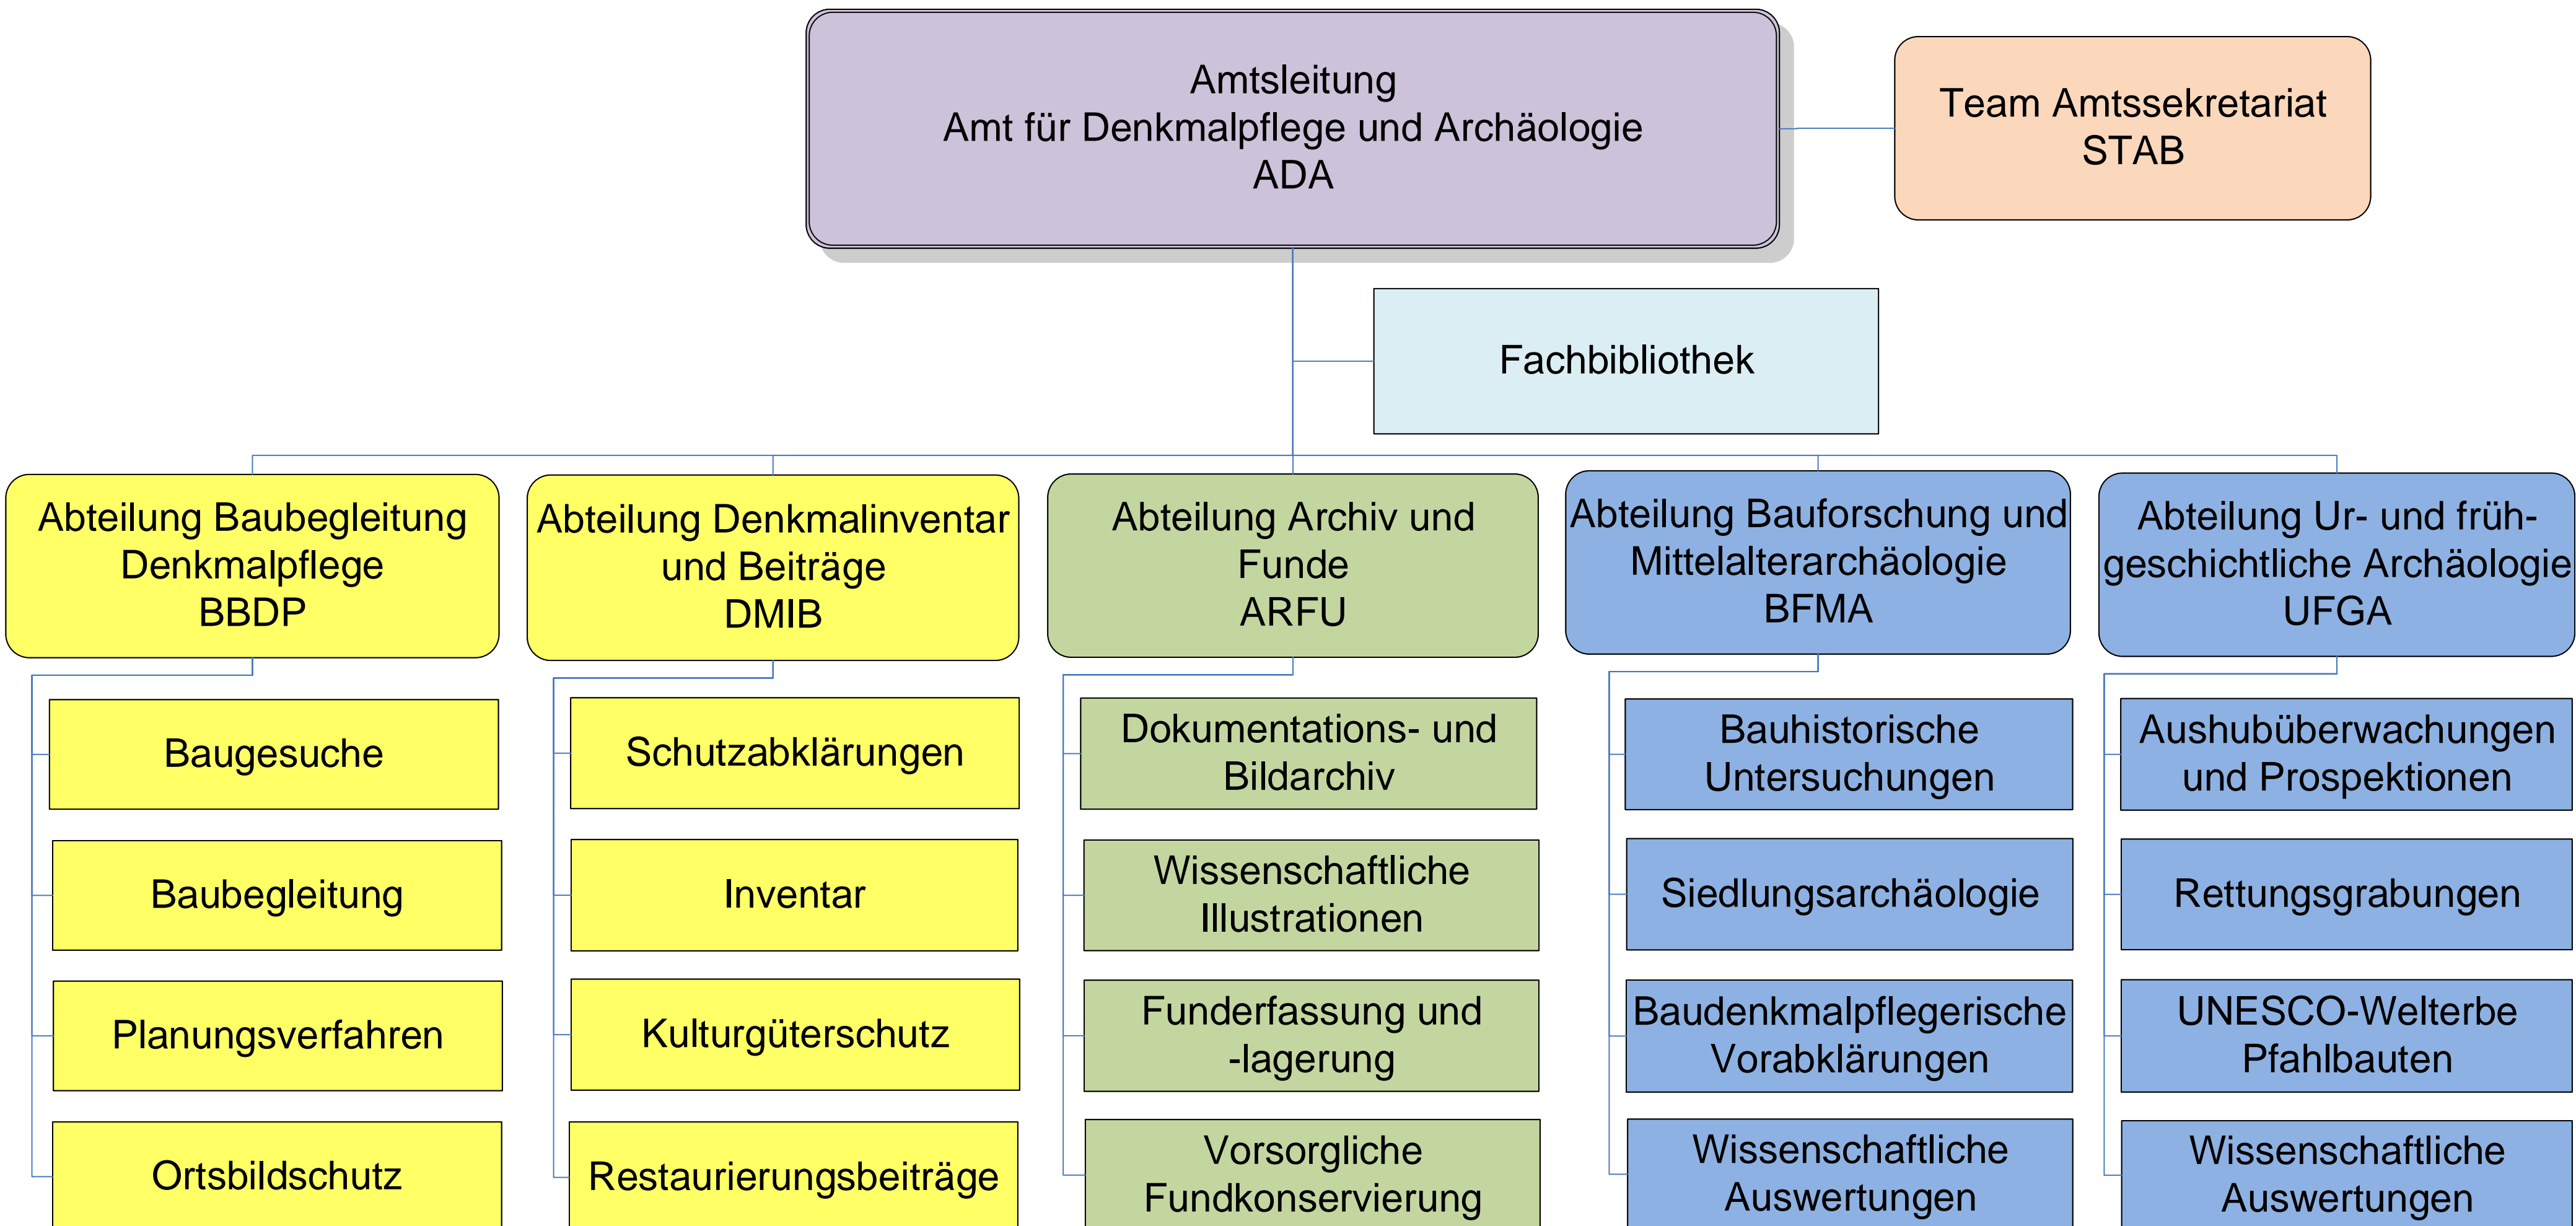 Amtsleitung
Amt für Denkmalpflege und Archäologie
ADA
Team Amtssekretariat
STAB
Fachbibliothek
Abteilung Baubegleitung
Denkmalpflege
BBDP
Abteilung Denkmalinventar
und Beiträge
DMIB
Abteilung Archiv und
Funde
ARFU
Abteilung Bauforschung und
Mittelalterarchäologie
BFMA
Abteilung Ur- und früh-
geschichtliche Archäologie
UFGA
Baugesuche
Baubegleitung
Planungsverfahren
Ortsbildschutz
Schutzabklärungen
Inventar
Kulturgüterschutz
Restaurierungsbeiträge
Dokumentations- und
Bildarchiv
Wissenschaftliche
Illustrationen
Funderfassung und
-lagerung
Vorsorgliche
Fundkonservierung
Bauhistorische
Untersuchungen
Siedlungsarchäologie
Baudenkmalpflegerische
Vorabklärungen
Wissenschaftliche
Auswertungen
Aushubüberwachungen
und Prospektionen
Rettungsgrabungen
UNESCO-Welterbe
Pfahlbauten
Wissenschaftliche
Auswertungen